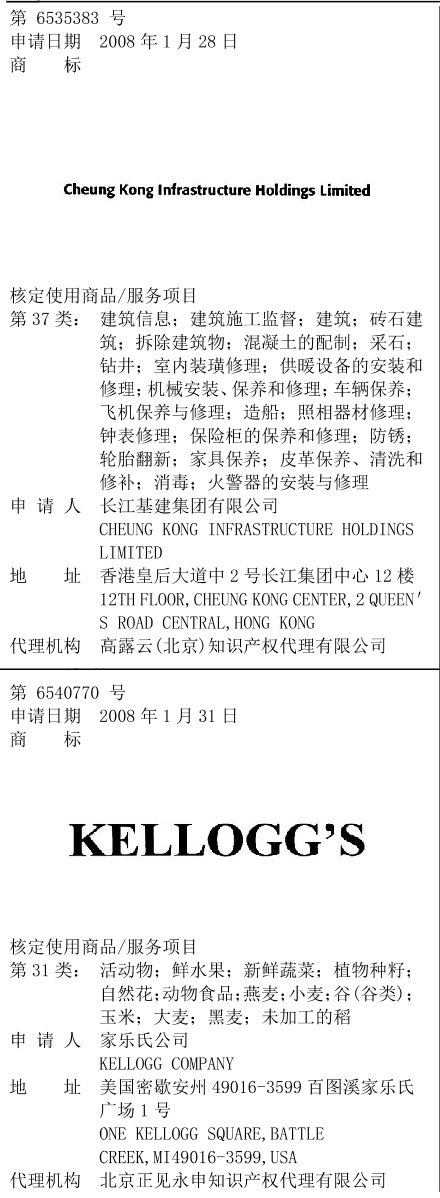 第 6535383 号
申请日期 2008 年 1 月 28 日
商 标
Cheung Kong Infrastructure Holdings Limited
核定使用商品/服务项目
第 37 类： 建筑信息；建筑施工监督；建筑；砖石建
筑；拆除建筑物；混凝土的配制；采石；
钻井；室内装璜修理；供暖设备的安装和
修理；机械安装、保养和修理；车辆保养；
飞机保养与修理；造船；照相器材修理；
钟表修理；保险柜的保养和修理；防锈；
轮胎翻新；家具保养；皮革保养、清洗和
修补；消毒；火警器的安装与修理
申 请 人 长江基建集团有限公司
CHEUNG KONG INFRASTRUCTURE HOLDINGS
LIMITED
地 址 香港皇后大道中 2 号长江集团中心 12 楼
12TH FLOOR,CHEUNG KONG CENTER,2 QUEEN'
S ROAD CENTRAL,HONG KONG
代理机构 高露云(北京)知识产权代理有限公司
第 6540770 号
申请日期 2008 年 1 月 31 日
商 标
KELLOGG'S
核定使用商品/服务项目
第 31 类： 活动物；鲜水果；新鲜蔬菜；植物种籽；
自然花；动物食品；燕麦；小麦；谷(谷类)；
玉米；大麦；黑麦；未加工的稻
申 请 人 家乐氏公司
KELLOGG COMPANY
地 址 美国密歇安州 49016-3599 百图溪家乐氏
广场 1 号
ONE KELLOGG SQUARE,BATTLE
CREEK,MI49016-3599,USA
代理机构 北京正见永申知识产权代理有限公司